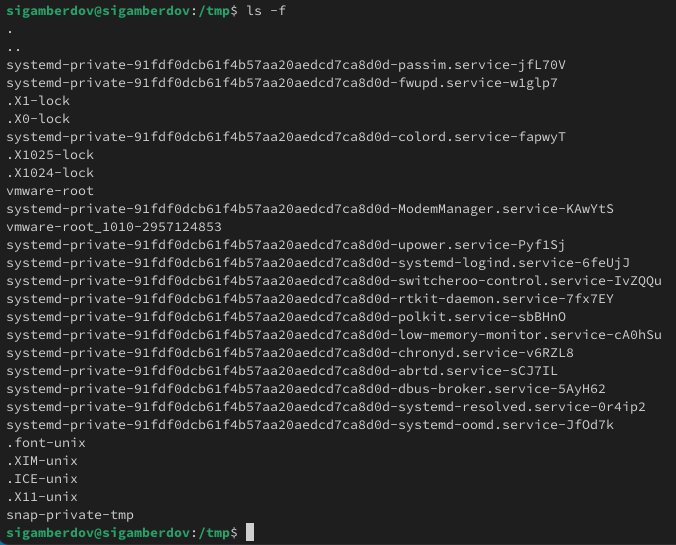 sigamberdov@sigamberdov:/tmp$ ls -f
.
..
systemd-private-91fdf0dcb61f4b57aa20aedcd7ca8d0d-passim.service-jfL70V
systemd-private-91fdf0dcb61f4b57aa20aedcd7ca8d0d-fwupd.service-w1glp7
.X1-lock
.X0-lock
systemd-private-91fdf0dcb61f4b57aa20aedcd7ca8d0d-colord.service-fapwyT
.X1025-lock
.X1024-lock
vmware-root
systemd-private-91fdf0dcb61f4b57aa20aedcd7ca8d0d-ModemManager.service-KAwYtS
vmware-root_1010-2957124853
systemd-private-91fdf0dcb61f4b57aa20aedcd7ca8d0d-upower.service-Pyf1Sj
systemd-private-91fdf0dcb61f4b57aa20aedcd7ca8d0d-systemd-logind.service-6feUjJ
systemd-private-91fdf0dcb61f4b57aa20aedcd7ca8d0d-switcheroo-control.service-IvZQQu
systemd-private-91fdf0dcb61f4b57aa20aedcd7ca8d0d-rtkit-daemon.service-7fx7EY
systemd-private-91fdf0dcb61f4b57aa20aedcd7ca8d0d-polkit.service-sbBHnO
systemd-private-91fdf0dcb61f4b57aa20aedcd7ca8d0d-low-memory-monitor.service-cA0hSu
systemd-private-91fdf0dcb61f4b57aa20aedcd7ca8d0d-chronyd.service-v6RZL8
systemd-private-91fdf0dcb61f4b57aa20aedcd7ca8d0d-abrtd.service-sCJ7IL
systemd-private-91fdf0dcb61f4b57aa20aedcd7ca8d0d-dbus-broker.service-5AyH62
systemd-private-91fdf0dcb61f4b57aa20aedcd7ca8d0d-systemd-resolved.service-0r4ip2
systemd-private-91fdf0dcb61f4b57aa20aedcd7ca8d0d-systemd-oomd.service-JfOd7k
.font-unix
.XIM-unix
.ICE-unix
.X11-unix
snap-private-tmp
sigamberdov@sigamberdov:/tmp$